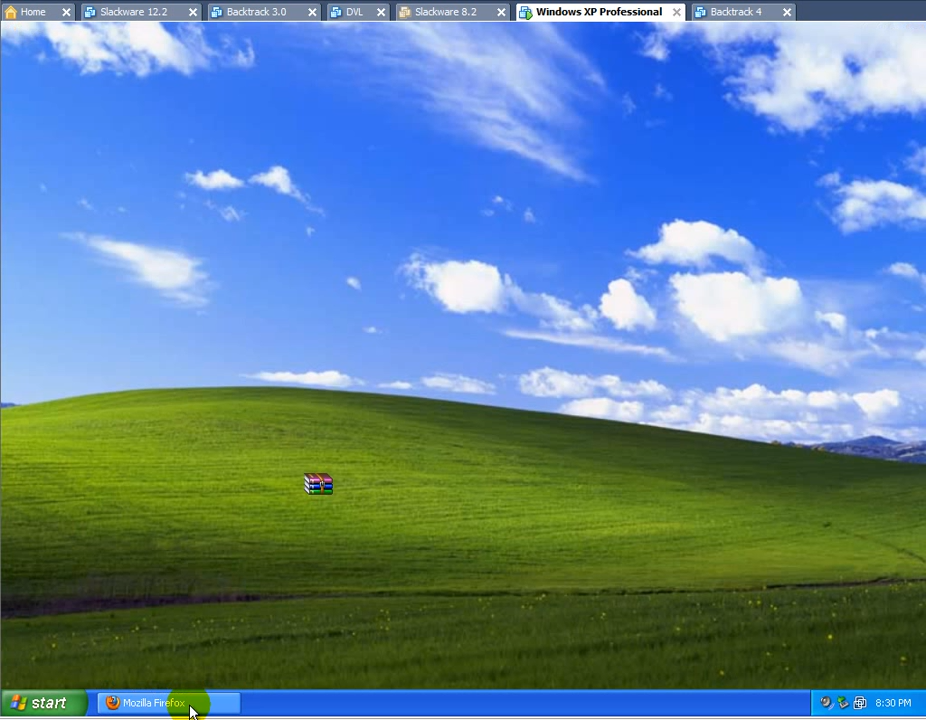 Home
Slackware 12.2
Backtrack 3.0
DVL
Slackware 8.2
Windows XP Professional
Backtrack 4
start
Mozilla Firefox
8:30 PM